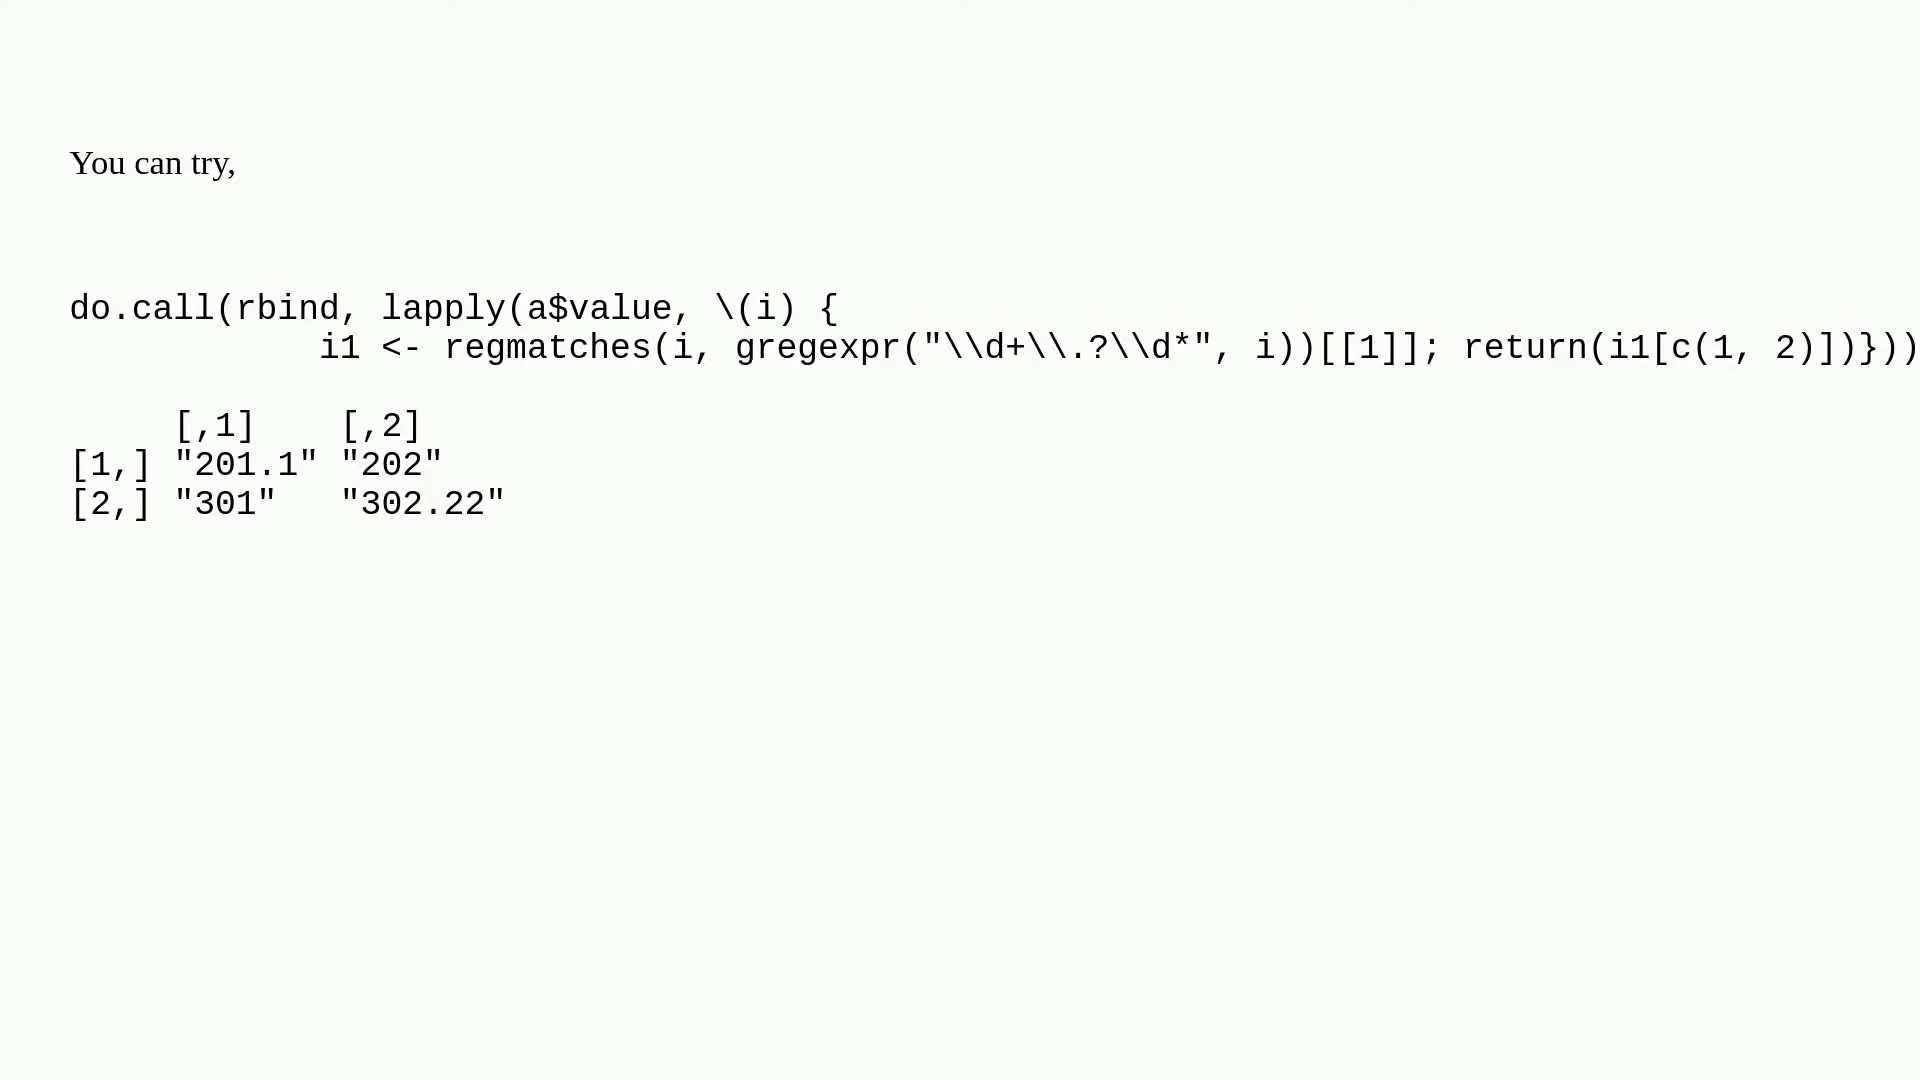 You can try,
do.call(rbind, lapply(a$value, \(i) {
            i1 <- regmatches(i, gregexpr("\\d+\\.?\\d*", i))[[1]]; return(i1[c(1, 2)])}))
     [,1]    [,2]
[1,] "201.1" "202"
[2,] "301"   "302.22"